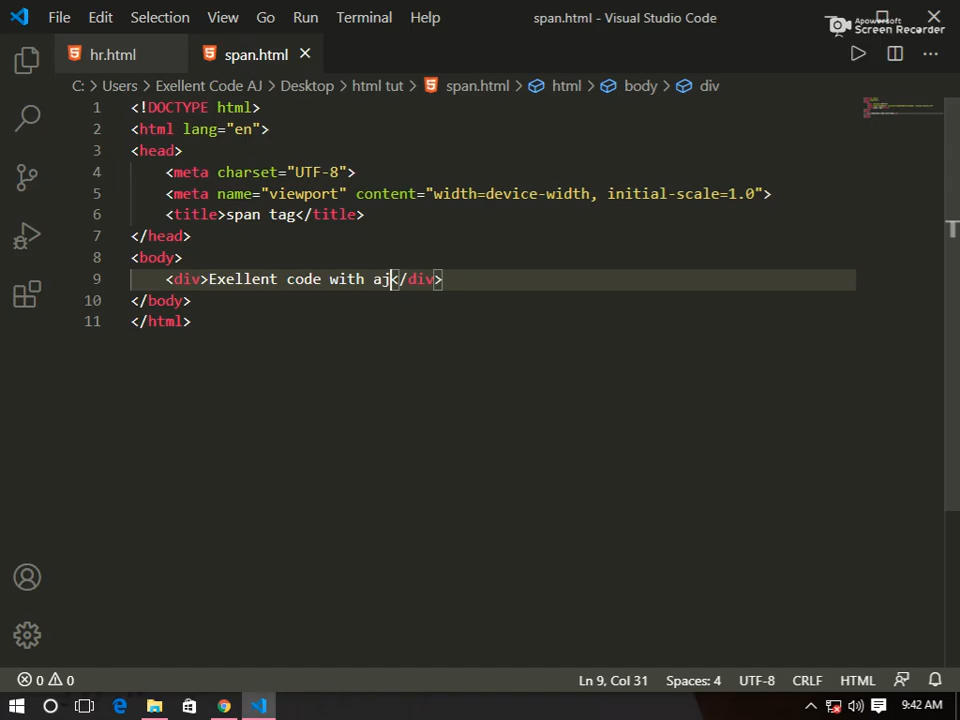 File Edit Selection View Go Run Terminal Help span.html - Visual Studio Code
Apowersoft
Screen Recorder
hr.html span.html
C: > Users > Exellent Code AJ > Desktop > html tut > span.html > html > body > div
1 <!DOCTYPE html>
2 <html lang="en">
3 <head>
4 <meta charset="UTF-8">
5 <meta name="viewport" content="width=device-width, initial-scale=1.0">
6 <title>span tag</title>
7 </head>
8 <body>
9 <div>Exellent code with aj</div>
10 </body>
11 </html>
T
0 0 Ln 9, Col 31 Spaces: 4 UTF-8 CRLF HTML
9:42 AM